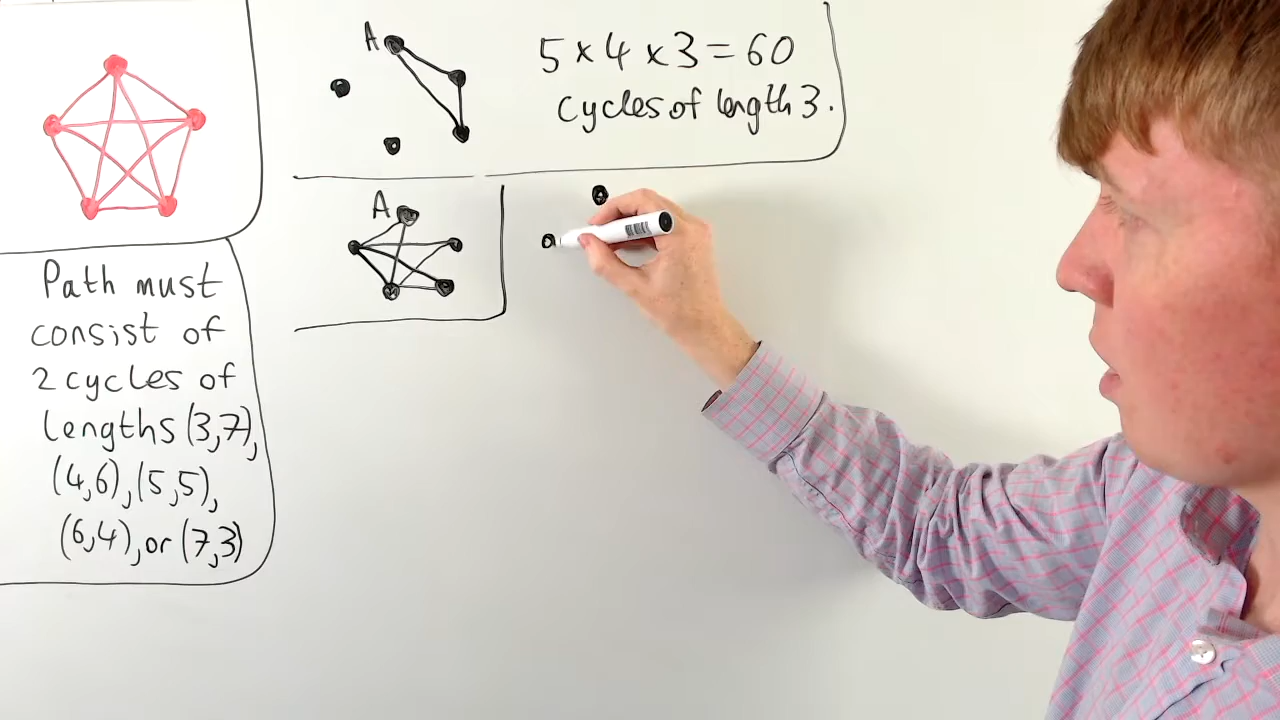 A
5 × 4 × 3 = 60
cycles of length 3.
A
Path must
consist of
2 cycles of
lengths (3,7),
(4,6), (5,5),
(6,4), or (7,3)